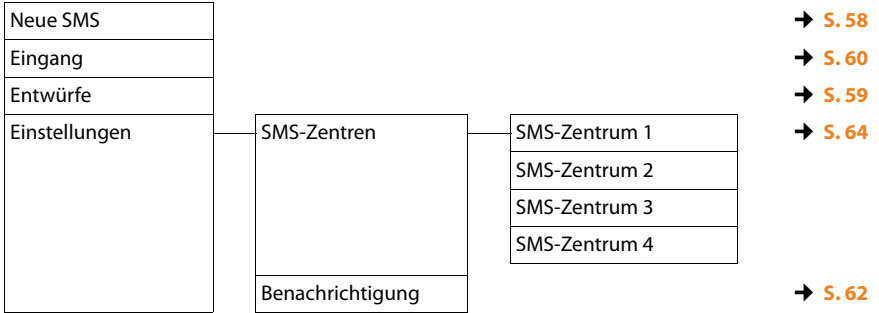 Neue SMS ➔ S. 58
Eingang ➔ S. 60
Entwürfe ➔ S. 59
Einstellungen SMS-Zentren SMS-Zentrum 1 ➔ S. 64
SMS-Zentrum 2
SMS-Zentrum 3
SMS-Zentrum 4
Benachrichtigung ➔ S. 62